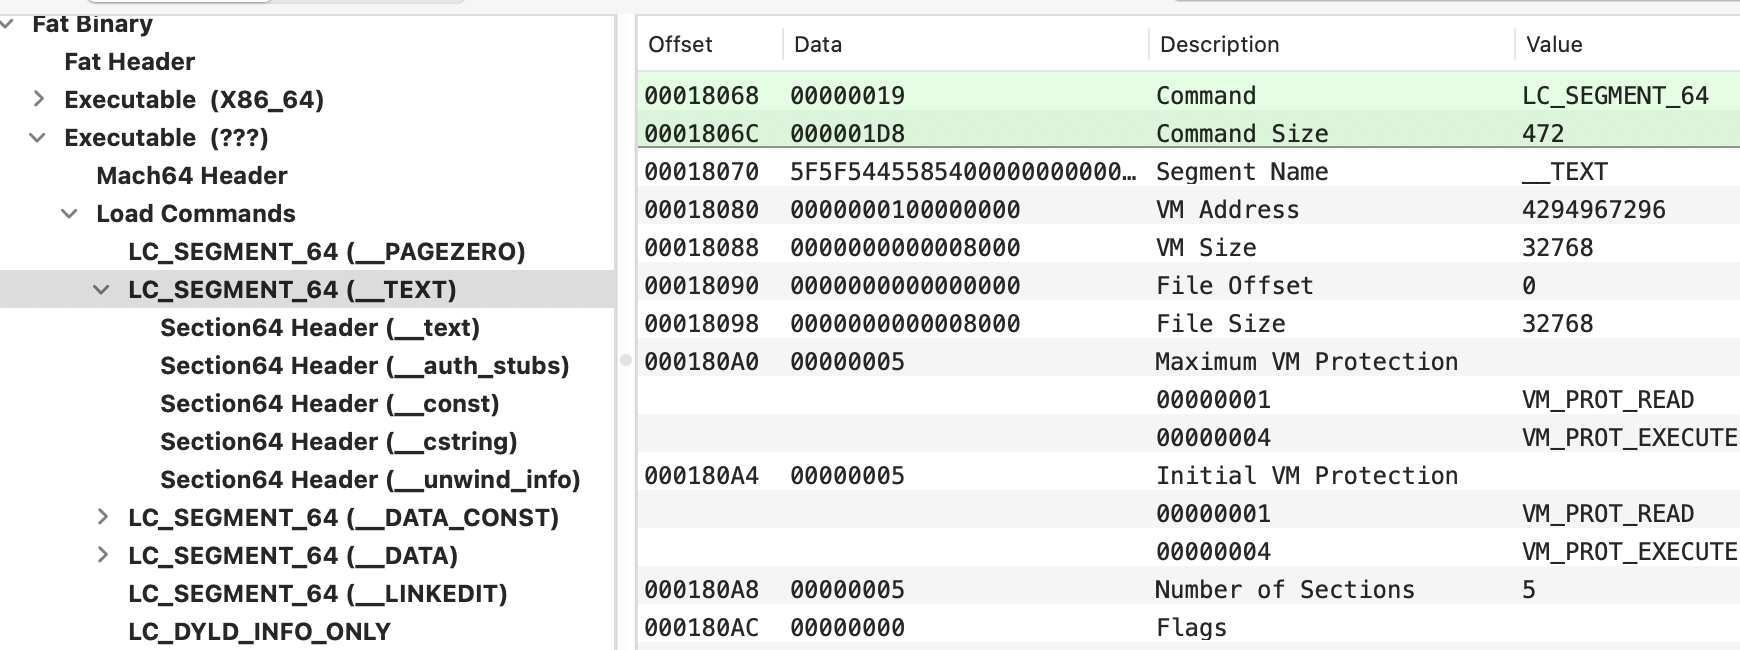 Fat Binary
Fat Header
Executable (X86_64)
Executable (???)
Mach64 Header
Load Commands
LC_SEGMENT_64 (__PAGEZERO)
LC_SEGMENT_64 (__TEXT)
Section64 Header (__text)
Section64 Header (__auth_stubs)
Section64 Header (__const)
Section64 Header (__cstring)
Section64 Header (__unwind_info)
LC_SEGMENT_64 (__DATA_CONST)
LC_SEGMENT_64 (__DATA)
LC_SEGMENT_64 (__LINKEDIT)
LC_DYLD_INFO_ONLY
Offset Data Description Value
00018068 00000019 Command LC_SEGMENT_64
0001806C 000001D8 Command Size 472
00018070 5F5F5445585400000000000… Segment Name __TEXT
00018080 0000000100000000 VM Address 4294967296
00018088 0000000000008000 VM Size 32768
00018090 0000000000000000 File Offset 0
00018098 0000000000008000 File Size 32768
000180A0 00000005 Maximum VM Protection
00000001 VM_PROT_READ
00000004 VM_PROT_EXECUTE
000180A4 00000005 Initial VM Protection
00000001 VM_PROT_READ
00000004 VM_PROT_EXECUTE
000180A8 00000005 Number of Sections 5
000180AC 00000000 Flags